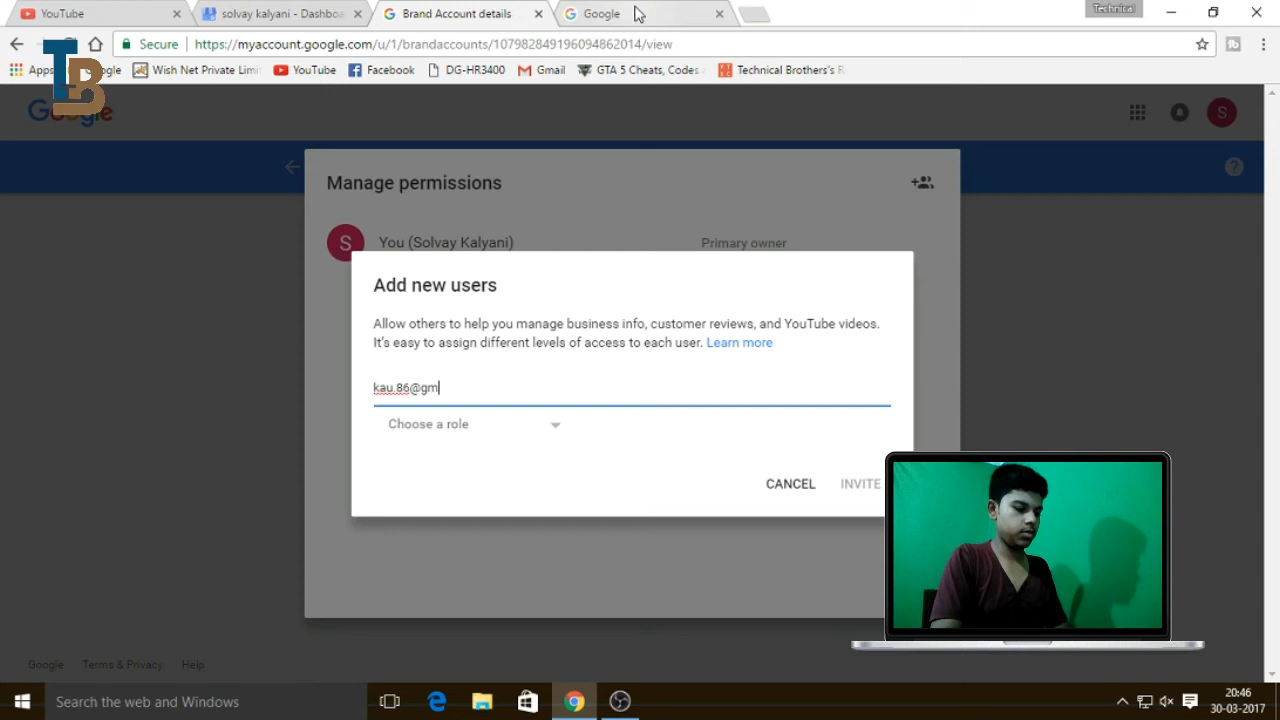 YouTube
solvay kalyani - Dashboa
Brand Account details
Google
Technical
Secure
https://myaccount.google.com/u/1/brandaccounts/107982849196094862014/view
Apps
Wish Net Private Limi
YouTube
Facebook
DG-HR3400
Gmail
GTA 5 Cheats, Codes
Technical Brothers's R
Google
S
Manage permissions
S You (Solvay Kalyani) Primary owner
Add new users
Allow others to help you manage business info, customer reviews, and YouTube videos.
It's easy to assign different levels of access to each user. Learn more
kau.86@gm
Choose a role
CANCEL INVITE
Google Terms & Privacy Help
Search the web and Windows
20:46
30-03-2017